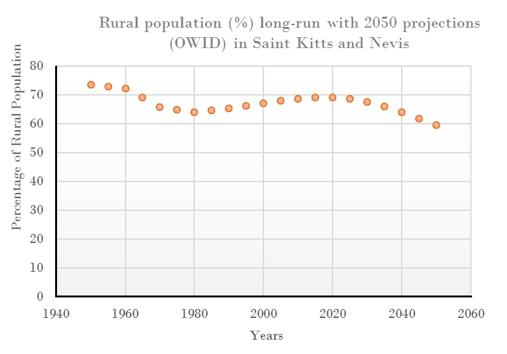 Rural population (%) long-run with 2050 projections
(OWID) in Saint Kitts and Nevis
Percentage of Rural Population
80
70
60
50
40
30
20
10
0
1940 1960 1980 2000 2020 2040 2060
Years